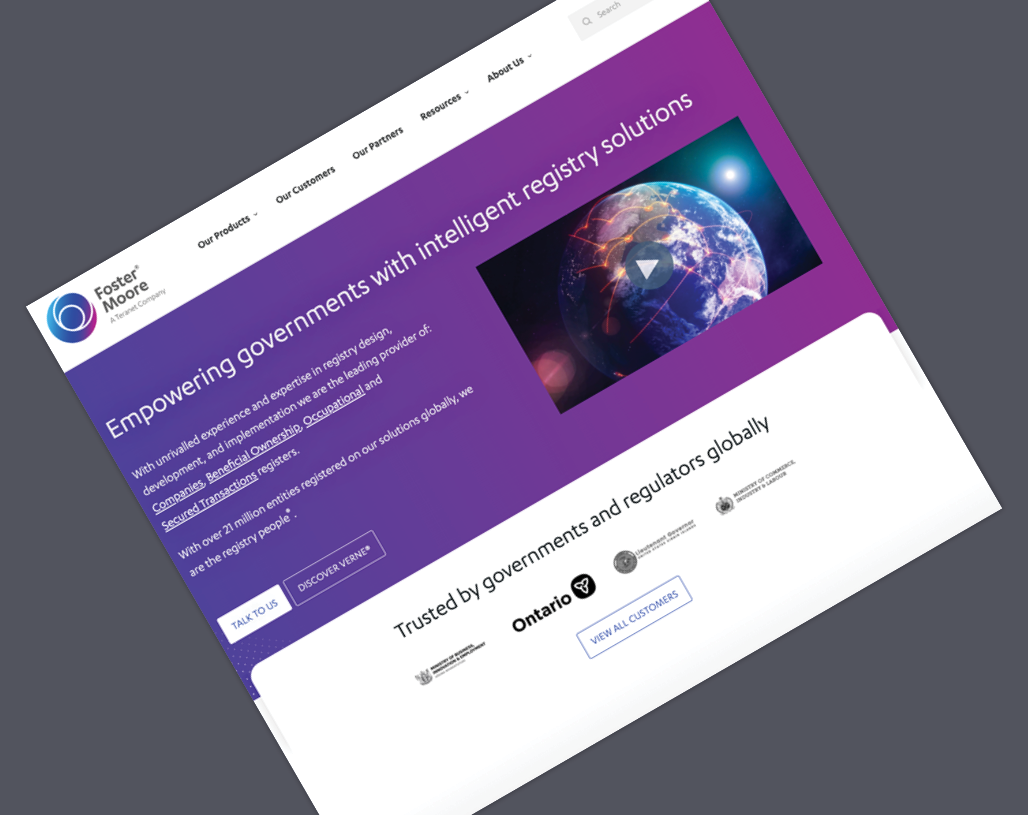 Search
Foster®
Moore
A Teranet Company
Our Products
Our Customers
Our Partners
Resources
About Us
Empowering governments with intelligent registry solutions
With unrivalled experience and expertise in registry design,
development, and implementation we are the leading provider of:
Companies, Beneficial Ownership, Occupational and
Secured Transactions registers.
With over 21 million entities registered on our solutions globally, we
are the registry people®.
TALK TO US
DISCOVER VERNE®
Trusted by governments and regulators globally
MINISTRY OF BUSINESS,
INNOVATION & EMPLOYMENT
Ontario
Lieutenant Governor
UNITED STATES VIRGIN ISLANDS
MINISTRY OF COMMERCE,
INDUSTRY & LABOUR
VIEW ALL CUSTOMERS